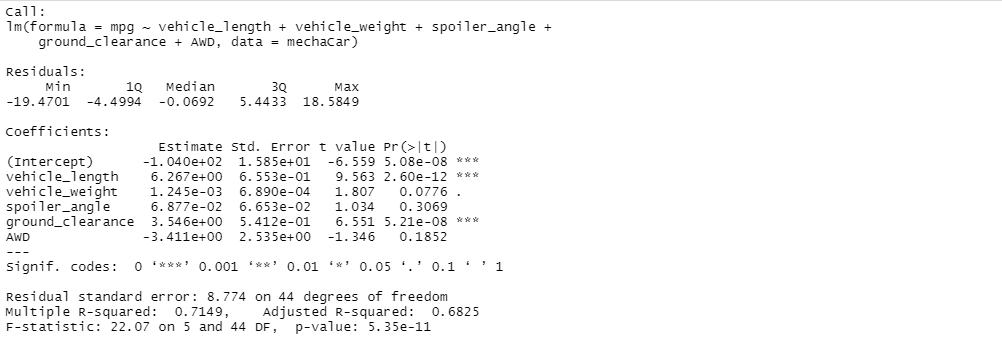 Call:
lm(formula = mpg ~ vehicle_length + vehicle_weight + spoiler_angle +
    ground_clearance + AWD, data = mechaCar)

Residuals:
     Min       1Q   Median       3Q      Max
-19.4701  -4.4994  -0.0692   5.4433  18.5849

Coefficients:
                   Estimate Std. Error t value Pr(>|t|)
(Intercept)      -1.040e+02  1.585e+01  -6.559 5.08e-08 ***
vehicle_length    6.267e+00  6.553e-01   9.563 2.60e-12 ***
vehicle_weight    1.245e-03  6.890e-04   1.807   0.0776 .
spoiler_angle     6.877e-02  6.653e-02   1.034   0.3069
ground_clearance  3.546e+00  5.412e-01   6.551 5.21e-08 ***
AWD              -3.411e+00  2.535e+00  -1.346   0.1852
---
Signif. codes:  0 ‘***’ 0.001 ‘**’ 0.01 ‘*’ 0.05 ‘.’ 0.1 ‘ ’ 1

Residual standard error: 8.774 on 44 degrees of freedom
Multiple R-squared:  0.7149,    Adjusted R-squared:  0.6825
F-statistic: 22.07 on 5 and 44 DF,  p-value: 5.35e-11